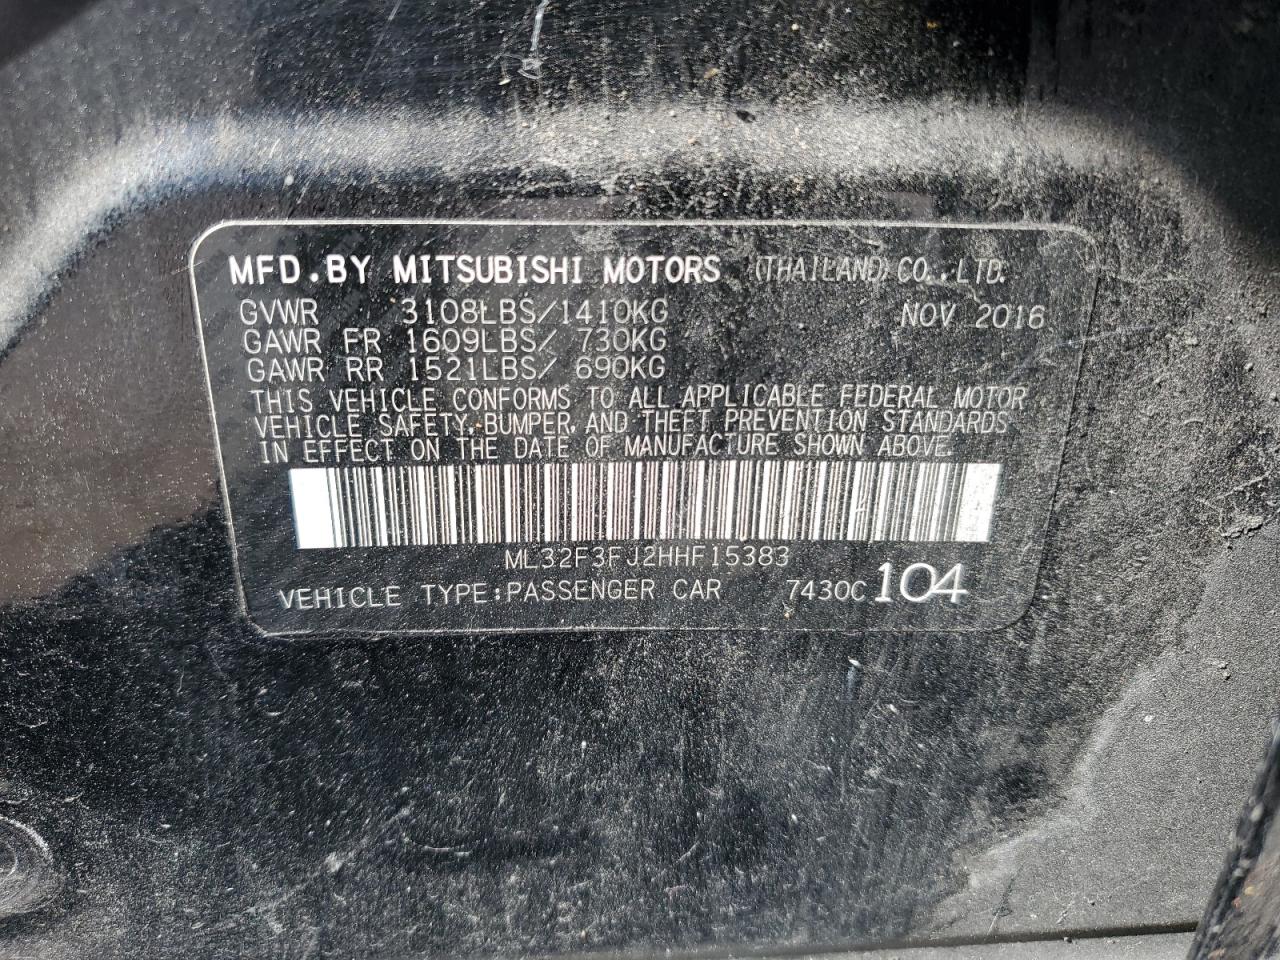 MFD.BY MITSUBISHI MOTORS (THAILAND) CO.,LTD.
GVWR 3108LBS/1410KG NOV 2016
GAWR FR 1609LBS/ 730KG
GAWR RR 1521LBS/ 690KG
THIS VEHICLE CONFORMS TO ALL APPLICABLE FEDERAL MOTOR
VEHICLE SAFETY, BUMPER, AND THEFT PREVENTION STANDARDS
IN EFFECT ON THE DATE OF MANUFACTURE SHOWN ABOVE.
ML32F3FJ2HHF15383
VEHICLE TYPE:PASSENGER CAR 7430C 104